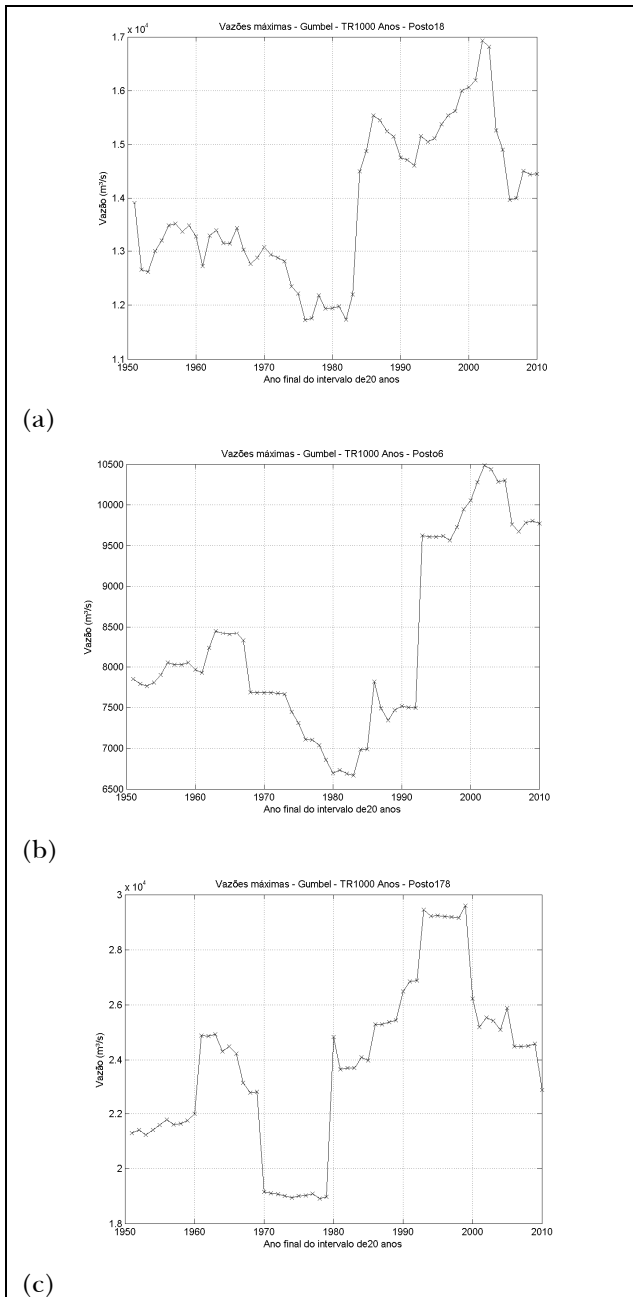 Vazões máximas - Gumbel - TR1000 Anos - Posto18
x 10⁴
1.7
1.6
1.5
1.4
1.3
1.2
1.1
Vazão (m³/s)
1950 1960 1970 1980 1990 2000 2010
Ano final do intervalo de20 anos
(a)
Vazões máximas - Gumbel - TR1000 Anos - Posto6
10500
10000
9500
9000
8500
8000
7500
7000
6500
Vazão (m³/s)
1950 1960 1970 1980 1990 2000 2010
Ano final do intervalo de20 anos
(b)
Vazões máximas - Gumbel - TR1000 Anos - Posto178
x 10⁴
3
2.8
2.6
2.4
2.2
2
1.8
Vazão (m³/s)
1950 1960 1970 1980 1990 2000 2010
Ano final do intervalo de20 anos
(c)